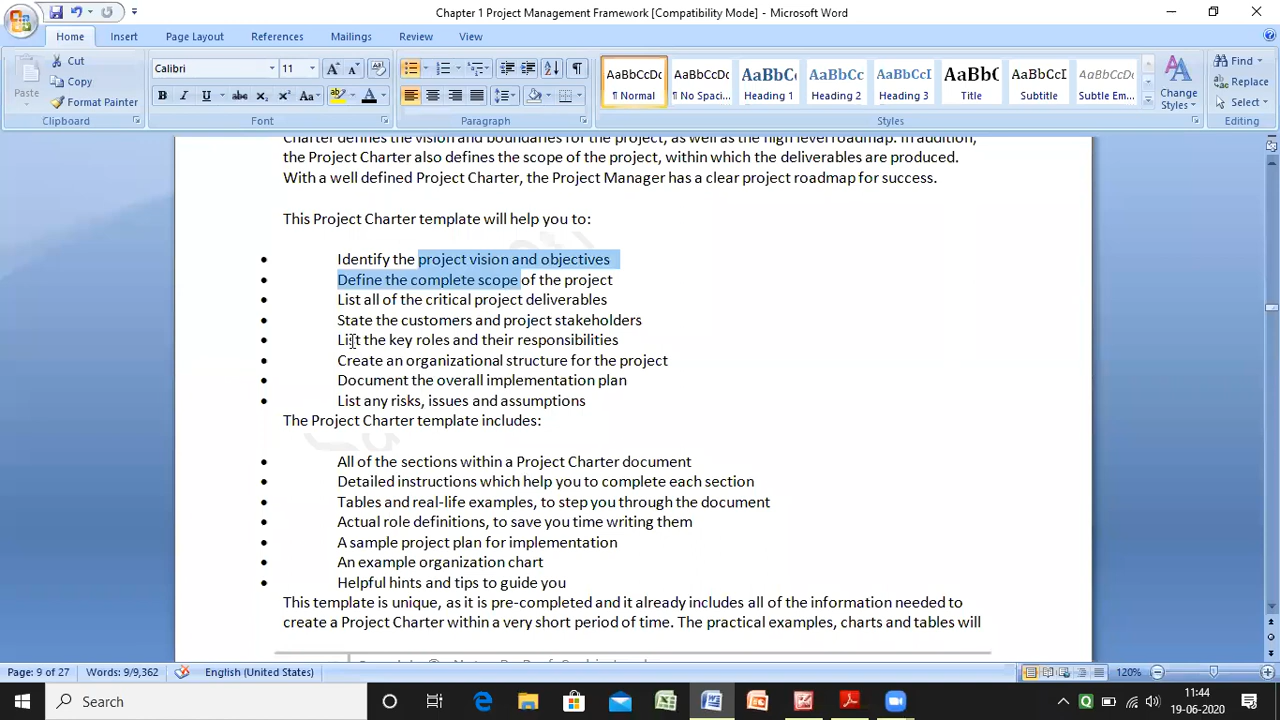 Chapter 1 Project Management Framework [Compatibility Mode] - Microsoft Word
Home Insert Page Layout References Mailings Review View
Paste
Cut
Copy
Format Painter
Clipboard
Calibri 11
Font
Paragraph
AaBbCcDc AaBbCcDc AaBbC AaBbCc AaBbCcI AaB( AaBbCcI AaBbCcDc
¶ Normal ¶ No Spaci... Heading 1 Heading 2 Heading 3 Title Subtitle Subtle Em...
Change Styles
Styles
Find
Replace
Select
Editing
Charter defines the vision and boundaries for the project, as well as the high level roadmap. In addition,
the Project Charter also defines the scope of the project, within which the deliverables are produced.
With a well defined Project Charter, the Project Manager has a clear project roadmap for success.
This Project Charter template will help you to:
• Identify the project vision and objectives
• Define the complete scope of the project
• List all of the critical project deliverables
• State the customers and project stakeholders
• List the key roles and their responsibilities
• Create an organizational structure for the project
• Document the overall implementation plan
• List any risks, issues and assumptions
The Project Charter template includes:
• All of the sections within a Project Charter document
• Detailed instructions which help you to complete each section
• Tables and real-life examples, to step you through the document
• Actual role definitions, to save you time writing them
• A sample project plan for implementation
• An example organization chart
• Helpful hints and tips to guide you
This template is unique, as it is pre-completed and it already includes all of the information needed to
create a Project Charter within a very short period of time. The practical examples, charts and tables will
Page: 9 of 27 Words: 9/9,362 English (United States) 120%
Search
11:44
19-06-2020